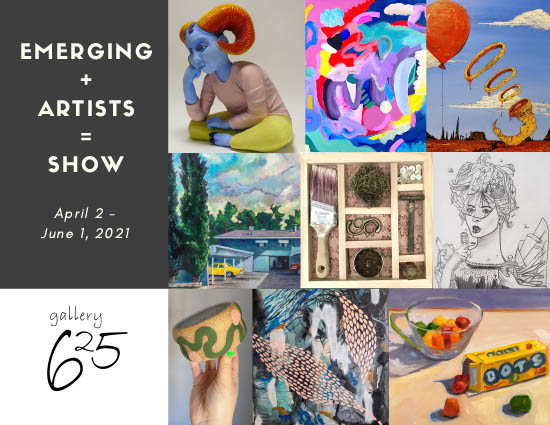 EMERGING
+
ARTISTS
=
SHOW
April 2 –
June 1, 2021
gallery
625
DOTS